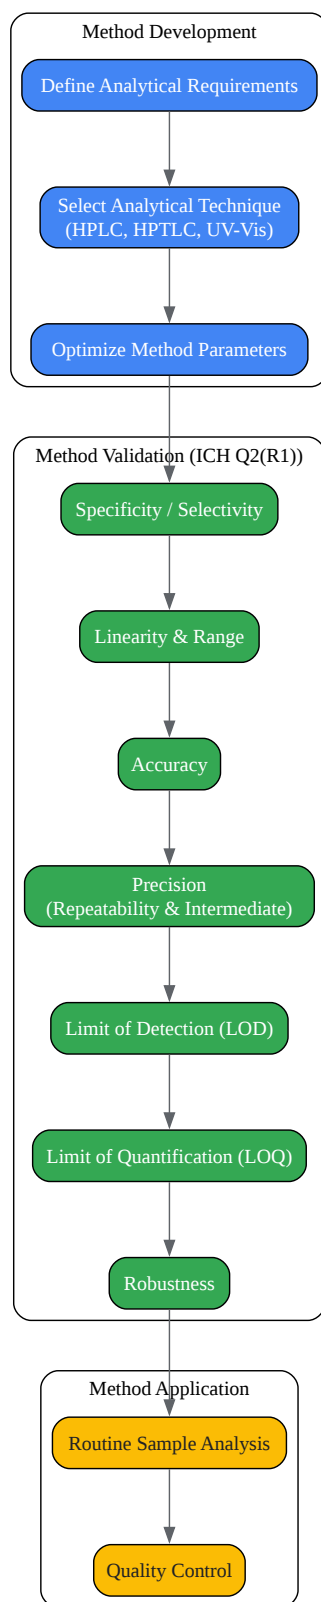 Method Development
Define Analytical Requirements
Select Analytical Technique
(HPLC, HPTLC, UV-Vis)
Optimize Method Parameters
Method Validation (ICH Q2(R1))
Specificity / Selectivity
Linearity & Range
Accuracy
Precision
(Repeatability & Intermediate)
Limit of Detection (LOD)
Limit of Quantification (LOQ)
Robustness
Method Application
Routine Sample Analysis
Quality Control